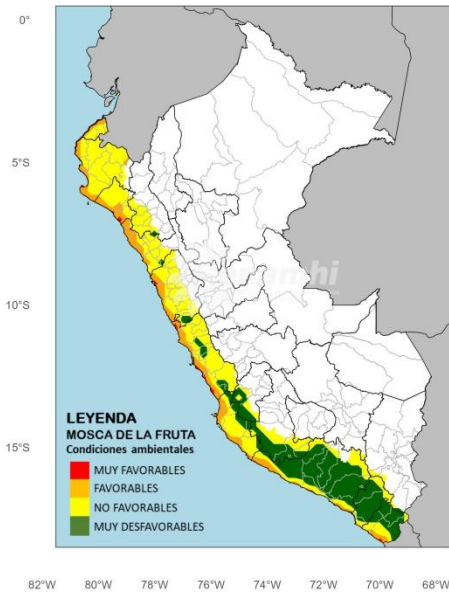 0°
5°S
10°S
15°S
senamhi
LEYENDA
MOSCA DE LA FRUTA
Condiciones ambientales
MUY FAVORABLES
FAVORABLES
NO FAVORABLES
MUY DESFAVORABLES
82°W 80°W 78°W 76°W 74°W 72°W 70°W 68°W